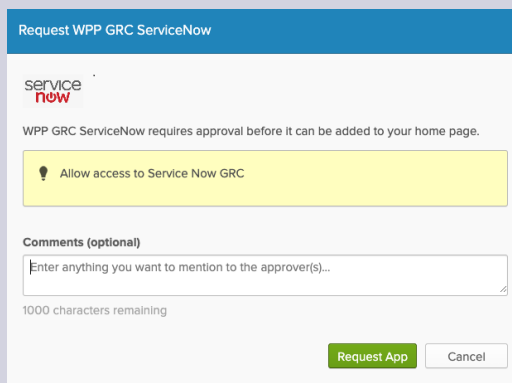 Request WPP GRC ServiceNow
service
now
WPP GRC ServiceNow requires approval before it can be added to your home page.
Allow access to Service Now GRC
Comments (optional)
Enter anything you want to mention to the approver(s)...
1000 characters remaining
Request App
Cancel